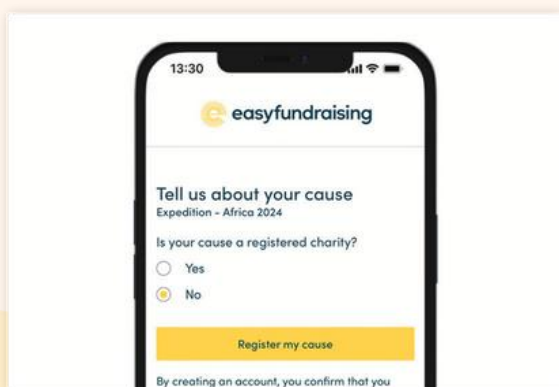 13:30
easyfundraising
Tell us about your cause
Expedition - Africa 2024
Is your cause a registered charity?
Yes
No
Register my cause
By creating an account, you confirm that you